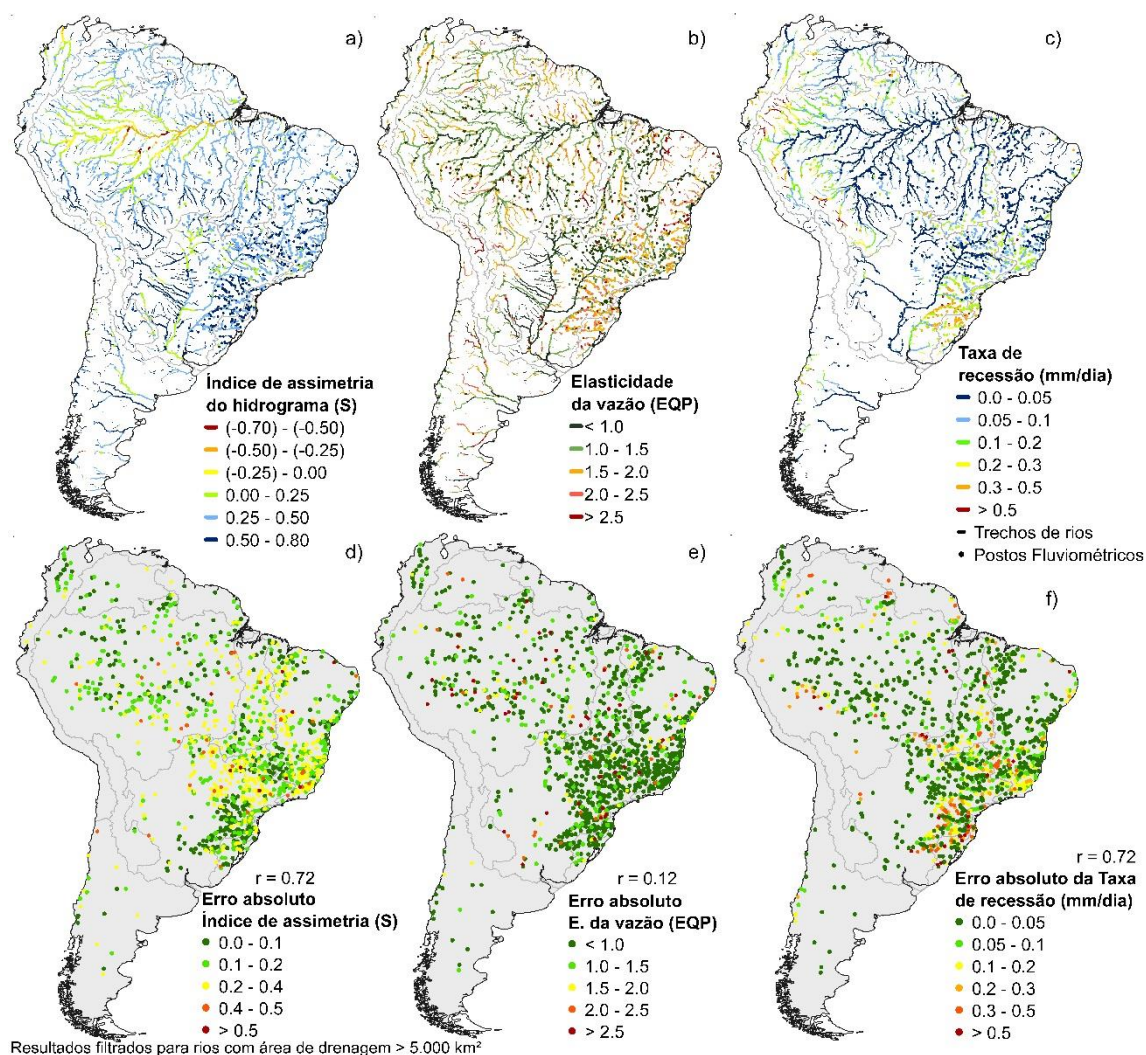 a)
b)
c)
Índice de assimetria
do hidrograma (S)
(-0.70) - (-0.50)
(-0.50) - (-0.25)
(-0.25) - 0.00
0.00 - 0.25
0.25 - 0.50
0.50 - 0.80
Elasticidade
da vazão (EQP)
< 1.0
1.0 - 1.5
1.5 - 2.0
2.0 - 2.5
> 2.5
Taxa de
recessão (mm/dia)
0.0 - 0.05
0.05 - 0.1
0.1 - 0.2
0.2 - 0.3
0.3 - 0.5
> 0.5
Trechos de rios
Postos Fluviométricos
d)
e)
f)
r = 0.72
Erro absoluto
Índice de assimetria (S)
0.0 - 0.1
0.1 - 0.2
0.2 - 0.4
0.4 - 0.5
> 0.5
r = 0.12
Erro absoluto
E. da vazão (EQP)
< 1.0
1.0 - 1.5
1.5 - 2.0
2.0 - 2.5
> 2.5
r = 0.72
Erro absoluto da Taxa
de recessão (mm/dia)
0.0 - 0.05
0.05 - 0.1
0.1 - 0.2
0.2 - 0.3
0.3 - 0.5
> 0.5
Resultados filtrados para rios com área de drenagem > 5.000 km²